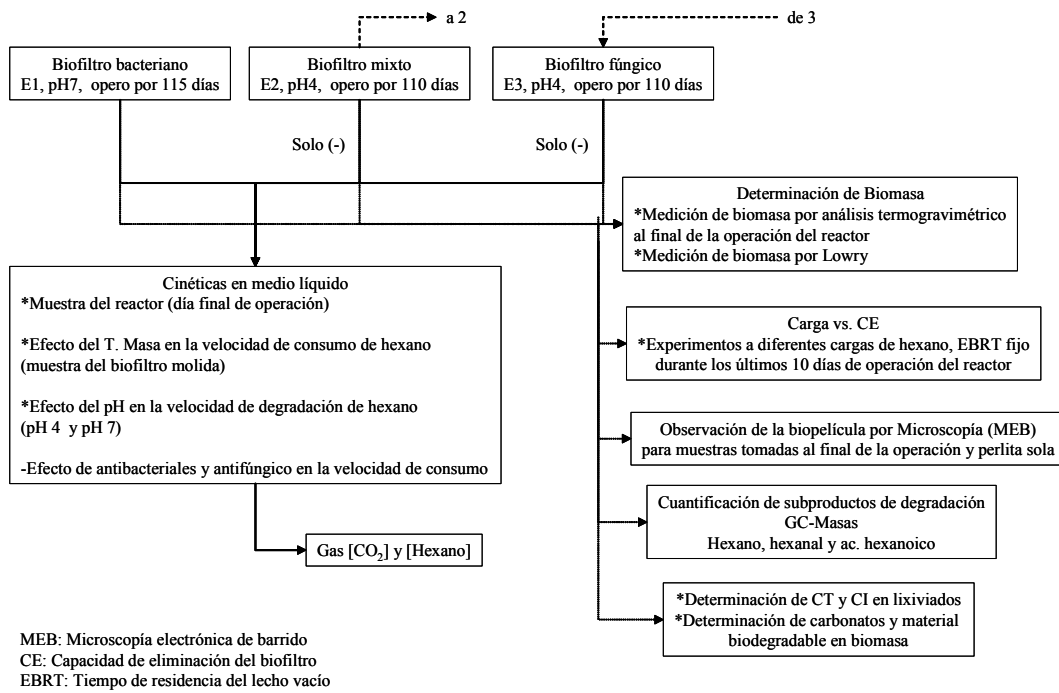 a 2
de 3
Biofiltro bacteriano
E1, pH7, opero por 115 días
Biofiltro mixto
E2, pH4, opero por 110 días
Biofiltro fúngico
E3, pH4, opero por 110 días
Solo (-)
Solo (-)
Determinación de Biomasa
*Medición de biomasa por análisis termogravimétrico
al final de la operación del reactor
*Medición de biomasa por Lowry
Cinéticas en medio líquido
*Muestra del reactor (día final de operación)
*Efecto del T. Masa en la velocidad de consumo de hexano
(muestra del biofiltro molida)
*Efecto del pH en la velocidad de degradación de hexano
(pH 4 y pH 7)
-Efecto de antibacteriales y antifúngico en la velocidad de consumo
Carga vs. CE
*Experimentos a diferentes cargas de hexano, EBRT fijo
durante los últimos 10 días de operación del reactor
Observación de la biopelícula por Microscopía (MEB)
para muestras tomadas al final de la operación y perlita sola
Cuantificación de subproductos de degradación
GC-Masas
Hexano, hexanal y ac. hexanoico
Gas [CO₂] y [Hexano]
*Determinación de CT y CI en lixiviados
*Determinación de carbonatos y material
biodegradable en biomasa
MEB: Microscopía electrónica de barrido
CE: Capacidad de eliminación del biofiltro
EBRT: Tiempo de residencia del lecho vacío